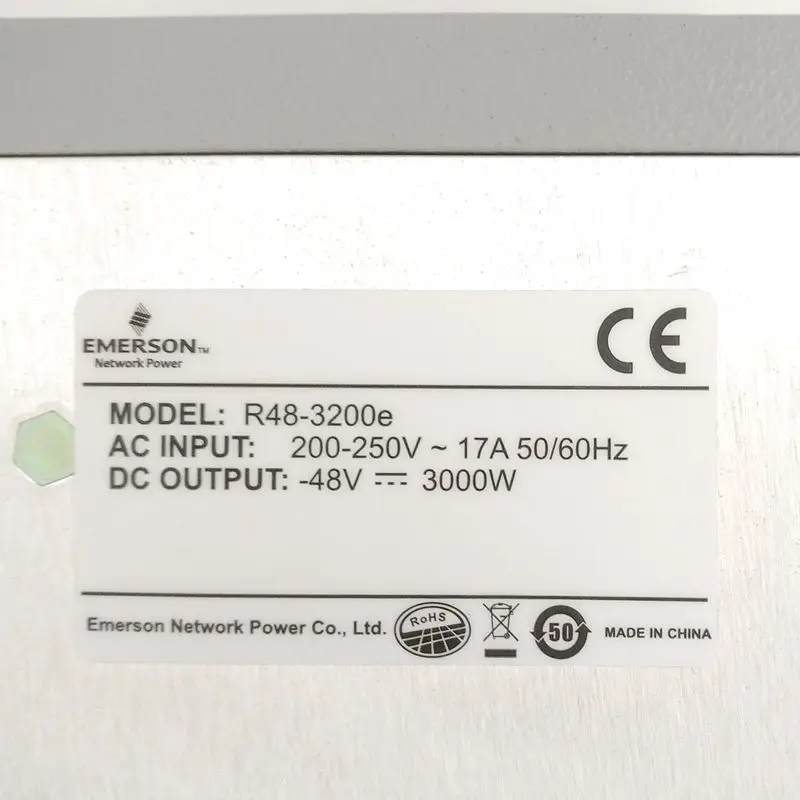 EMERSON™
Network Power
CE
MODEL: R48-3200e
AC INPUT: 200-250V ~ 17A 50/60Hz
DC OUTPUT: -48V ⎓ 3000W
Emerson Network Power Co., Ltd. RoHS 50 MADE IN CHINA